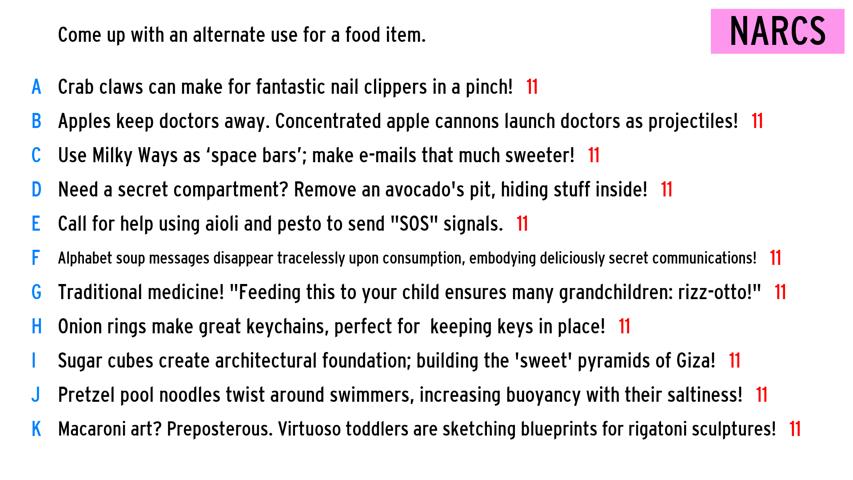 Come up with an alternate use for a food item.
NARCS
A Crab claws can make for fantastic nail clippers in a pinch! 11
B Apples keep doctors away. Concentrated apple cannons launch doctors as projectiles! 11
C Use Milky Ways as ‘space bars’; make e-mails that much sweeter! 11
D Need a secret compartment? Remove an avocado's pit, hiding stuff inside! 11
E Call for help using aioli and pesto to send "SOS" signals. 11
F Alphabet soup messages disappear tracelessly upon consumption, embodying deliciously secret communications! 11
G Traditional medicine! "Feeding this to your child ensures many grandchildren: rizz-otto!" 11
H Onion rings make great keychains, perfect for  keeping keys in place! 11
I Sugar cubes create architectural foundation; building the 'sweet' pyramids of Giza! 11
J Pretzel pool noodles twist around swimmers, increasing buoyancy with their saltiness! 11
K Macaroni art? Preposterous. Virtuoso toddlers are sketching blueprints for rigatoni sculptures! 11